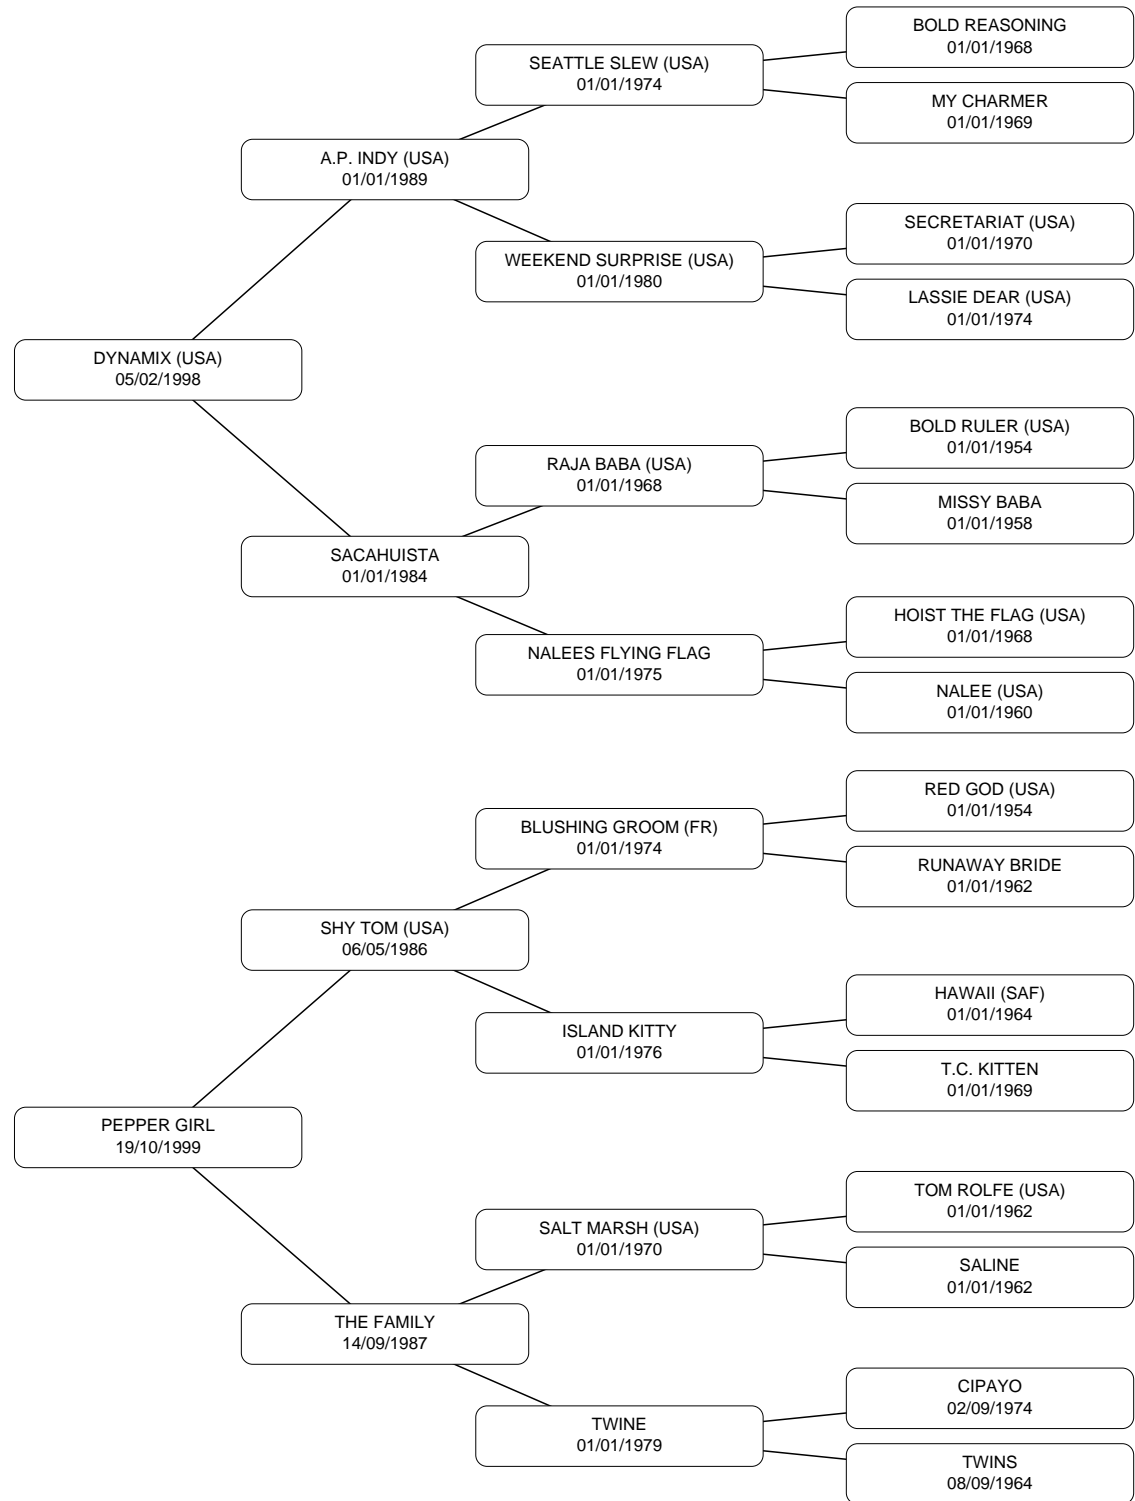 BOLD REASONING
01/01/1968
SEATTLE SLEW (USA)
01/01/1974
MY CHARMER
01/01/1969
A.P. INDY (USA)
01/01/1989
SECRETARIAT (USA)
01/01/1970
WEEKEND SURPRISE (USA)
01/01/1980
LASSIE DEAR (USA)
01/01/1974
DYNAMIX (USA)
05/02/1998
BOLD RULER (USA)
01/01/1954
RAJA BABA (USA)
01/01/1968
MISSY BABA
01/01/1958
SACAHUISTA
01/01/1984
HOIST THE FLAG (USA)
01/01/1968
NALEES FLYING FLAG
01/01/1975
NALEE (USA)
01/01/1960
RED GOD (USA)
01/01/1954
BLUSHING GROOM (FR)
01/01/1974
RUNAWAY BRIDE
01/01/1962
SHY TOM (USA)
06/05/1986
HAWAII (SAF)
01/01/1964
ISLAND KITTY
01/01/1976
T.C. KITTEN
01/01/1969
PEPPER GIRL
19/10/1999
TOM ROLFE (USA)
01/01/1962
SALT MARSH (USA)
01/01/1970
SALINE
01/01/1962
THE FAMILY
14/09/1987
CIPAYO
02/09/1974
TWINE
01/01/1979
TWINS
08/09/1964